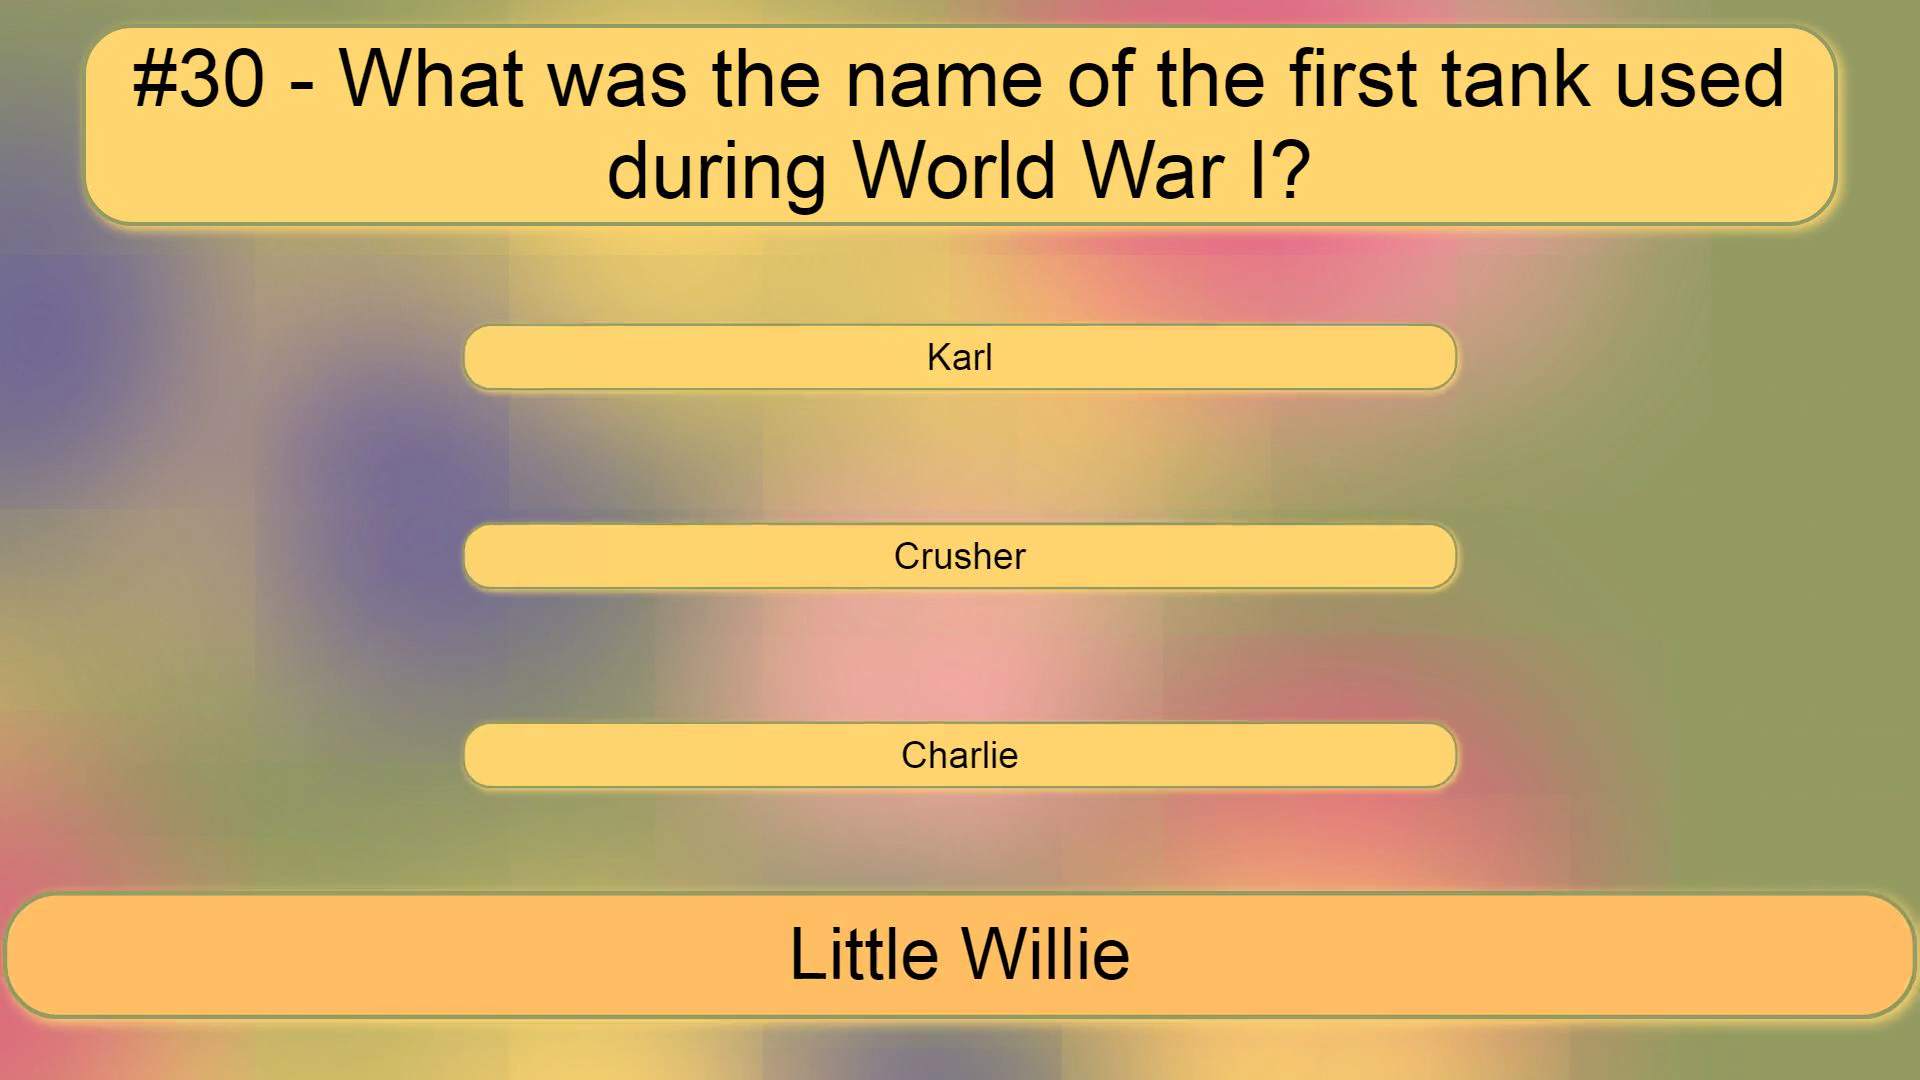 #30 - What was the name of the first tank used
during World War I?
Karl
Crusher
Charlie
Little Willie